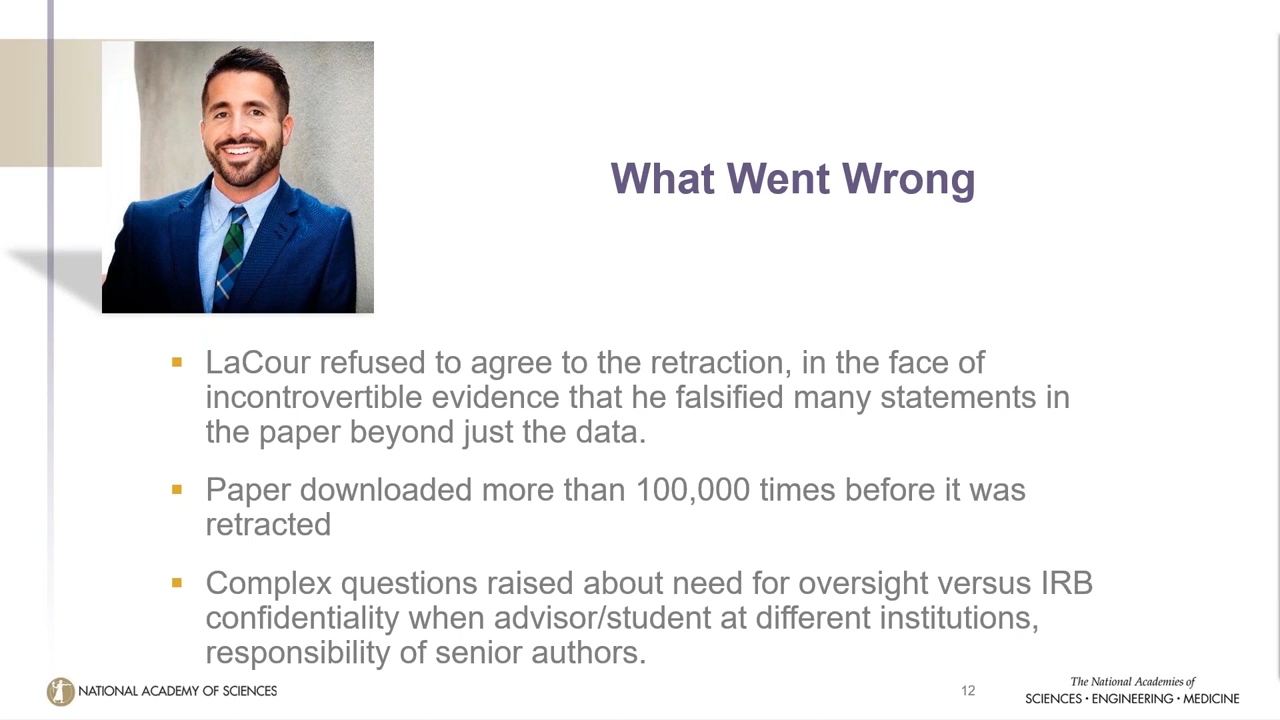 What Went Wrong
▪ LaCour refused to agree to the retraction, in the face of
incontrovertible evidence that he falsified many statements in
the paper beyond just the data.
▪ Paper downloaded more than 100,000 times before it was
retracted
▪ Complex questions raised about need for oversight versus IRB
confidentiality when advisor/student at different institutions,
responsibility of senior authors.
NATIONAL ACADEMY OF SCIENCES
12
The National Academies of
SCIENCES • ENGINEERING • MEDICINE